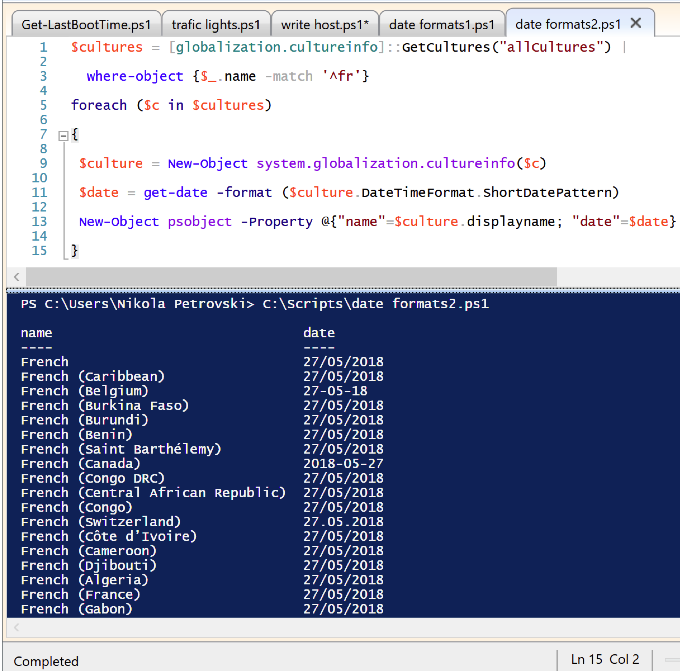 Get-LastBootTime.ps1 trafic lights.ps1 write host.ps1* date formats1.ps1 date formats2.ps1 ✕
1 $cultures = [globalization.cultureinfo]::GetCultures("allCultures") |
2
3 where-object {$_.name -match '^fr'}
4
5 foreach ($c in $cultures)
6
7 {
8
9 $culture = New-Object system.globalization.cultureinfo($c)
10
11 $date = get-date -format ($culture.DateTimeFormat.ShortDatePattern)
12
13 New-Object psobject -Property @{"name"=$culture.displayname; "date"=$date}
14
15 }
PS C:\Users\Nikola Petrovski> C:\Scripts\date formats2.ps1
name date
---- ----
French 27/05/2018
French (Caribbean) 27/05/2018
French (Belgium) 27-05-18
French (Burkina Faso) 27/05/2018
French (Burundi) 27/05/2018
French (Benin) 27/05/2018
French (Saint Barthélemy) 27/05/2018
French (Canada) 2018-05-27
French (Congo DRC) 27/05/2018
French (Central African Republic) 27/05/2018
French (Congo) 27/05/2018
French (Switzerland) 27.05.2018
French (Côte d’Ivoire) 27/05/2018
French (Cameroon) 27/05/2018
French (Djibouti) 27/05/2018
French (Algeria) 27/05/2018
French (France) 27/05/2018
French (Gabon) 27/05/2018
Completed Ln 15 Col 2